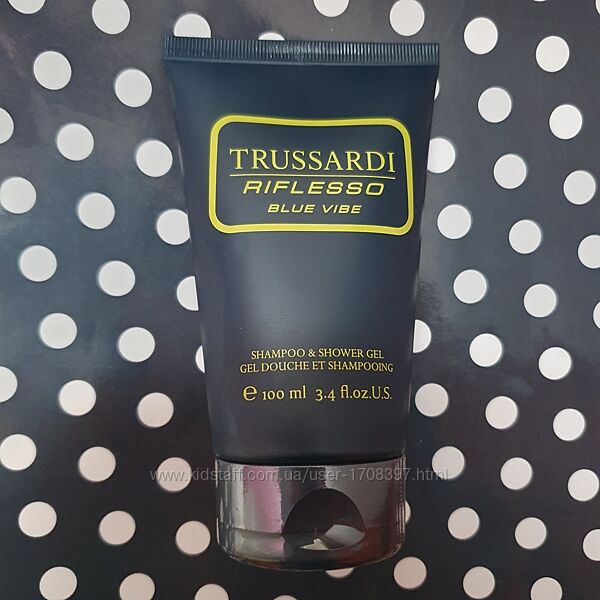 TRUSSARDI
RIFLESSO
BLUE VIBE
SHAMPOO & SHOWER GEL
GEL DOUCHE ET SHAMPOOING
℮ 100 ml 3.4 fl.oz.U.S.
www.kidstaff.com.ua/user-1708397.html